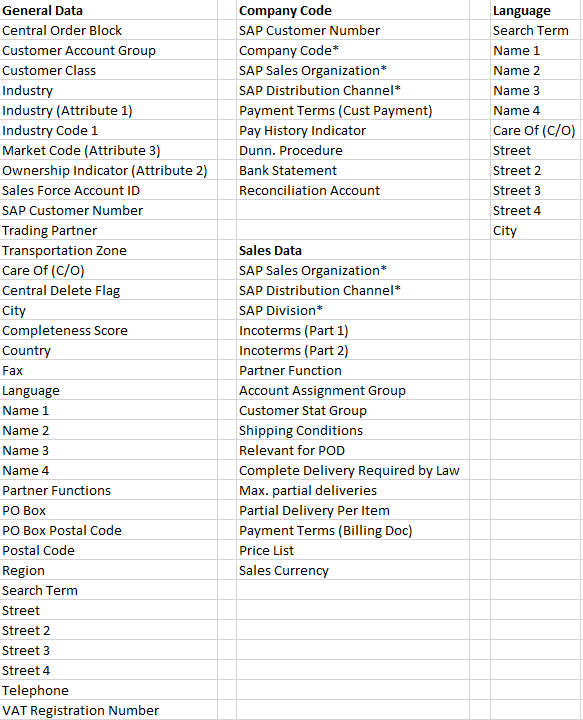 General Data
Central Order Block
Customer Account Group
Customer Class
Industry
Industry (Attribute 1)
Industry Code 1
Market Code (Attribute 3)
Ownership Indicator (Attribute 2)
Sales Force Account ID
SAP Customer Number
Trading Partner
Transportation Zone
Care Of (C/O)
Central Delete Flag
City
Completeness Score
Country
Fax
Language
Name 1
Name 2
Name 3
Name 4
Partner Functions
PO Box
PO Box Postal Code
Postal Code
Region
Search Term
Street
Street 2
Street 3
Street 4
Telephone
VAT Registration Number
Company Code
SAP Customer Number
Company Code*
SAP Sales Organization*
SAP Distribution Channel*
Payment Terms (Cust Payment)
Pay History Indicator
Dunn. Procedure
Bank Statement
Reconciliation Account
Sales Data
SAP Sales Organization*
SAP Distribution Channel*
SAP Division*
Incoterms (Part 1)
Incoterms (Part 2)
Partner Function
Account Assignment Group
Customer Stat Group
Shipping Conditions
Relevant for POD
Complete Delivery Required by Law
Max. partial deliveries
Partial Delivery Per Item
Payment Terms (Billing Doc)
Price List
Sales Currency
Language
Search Term
Name 1
Name 2
Name 3
Name 4
Care Of (C/O)
Street
Street 2
Street 3
Street 4
City